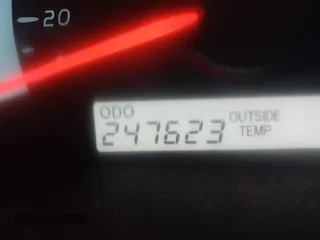 20
ODO
247623
OUTSIDE
TEMP